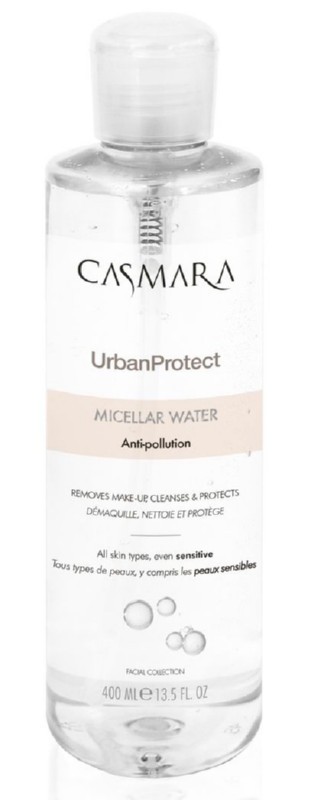 CASMARA
UrbanProtect
MICELLAR WATER
Anti-pollution
REMOVES MAKE-UP CLEANSES & PROTECTS
DÉMAQUILLE, NETTOIE ET PROTÈGE
All skin types, even sensitive
Tous types de peaux, y compris les peaux sensibles
FACIAL COLLECTION
400 ML e 13.5 FL. OZ